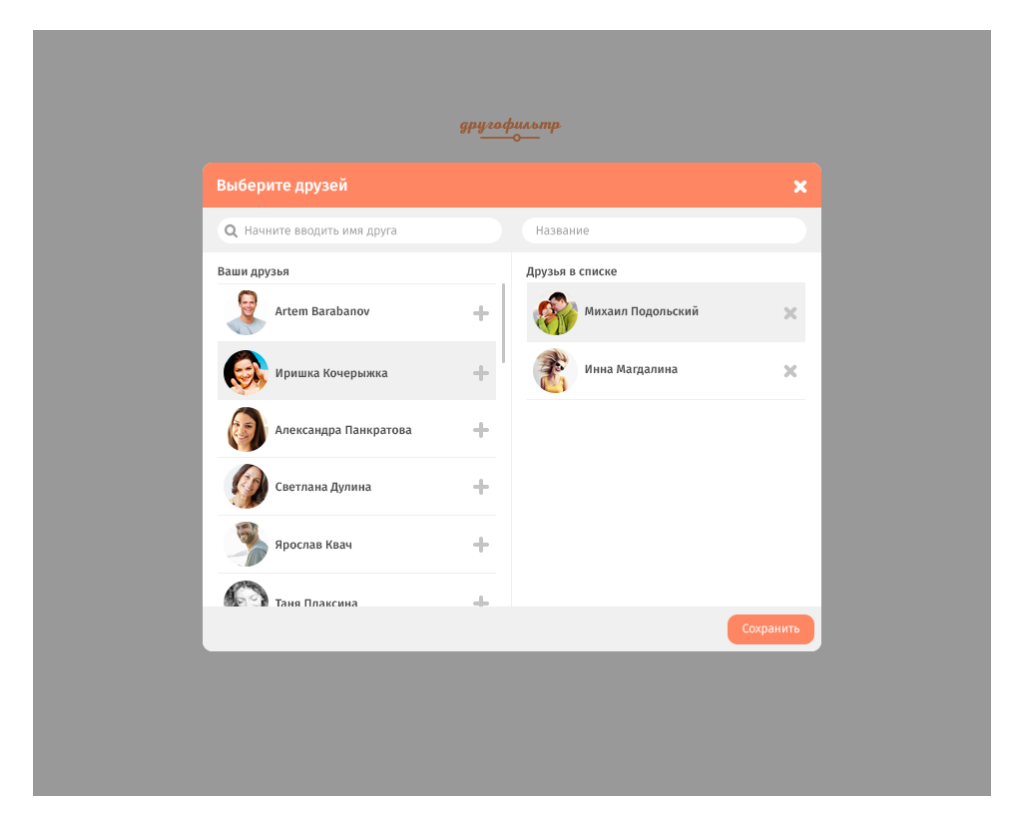 другофильтр
Выберите друзей
Начните вводить имя друга
Название
Ваши друзья
Друзья в списке
Artem Barabanov
Михаил Подольский
Иришка Кочерыжка
Инна Магдалина
Александра Панкратова
Светлана Дулина
Ярослав Квач
Таня Плаксина
Сохранить